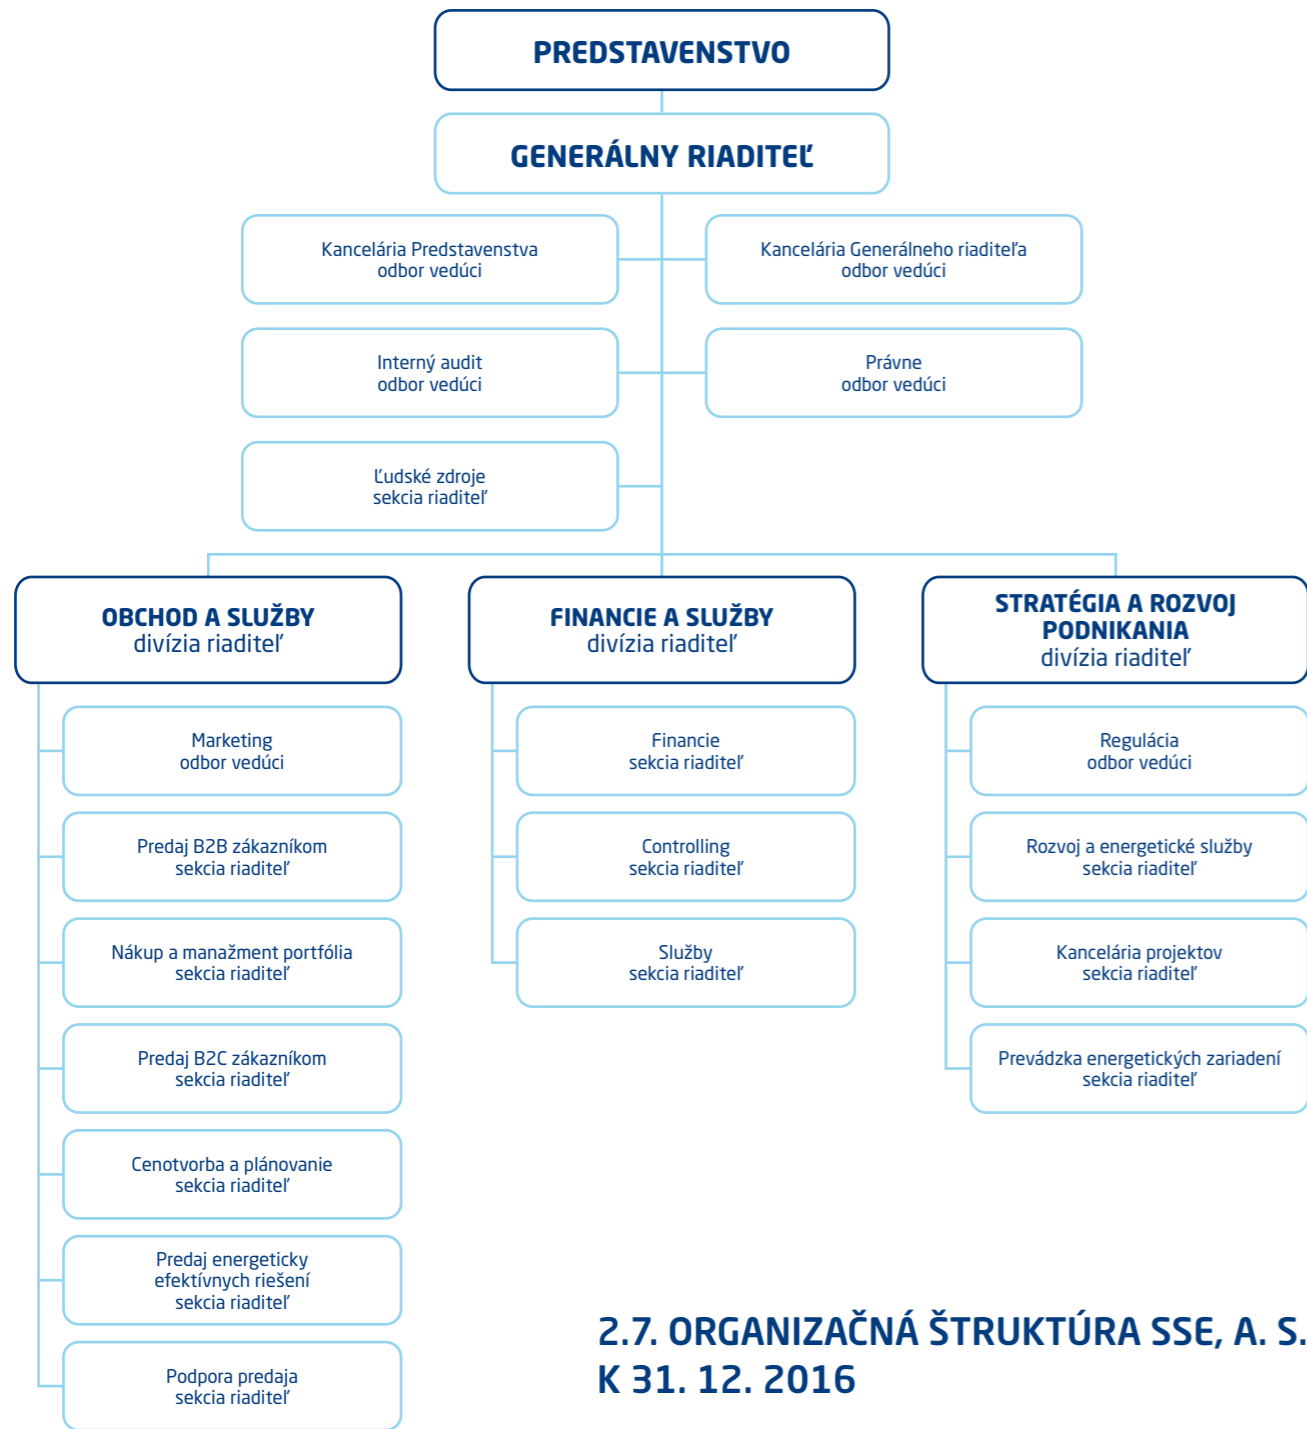 PREDSTAVENSTVO
GENERÁLNY RIADITEĽ
Kancelária Predstavenstva
odbor vedúci
Kancelária Generálneho riaditeľa
odbor vedúci
Interný audit
odbor vedúci
Právne
odbor vedúci
Ľudské zdroje
sekcia riaditeľ
OBCHOD A SLUŽBY
divízia riaditeľ
Marketing
odbor vedúci
Predaj B2B zákazníkom
sekcia riaditeľ
Nákup a manažment portfólia
sekcia riaditeľ
Predaj B2C zákazníkom
sekcia riaditeľ
Cenotvorba a plánovanie
sekcia riaditeľ
Predaj energeticky
efektívnych riešení
sekcia riaditeľ
Podpora predaja
sekcia riaditeľ
FINANCIE A SLUŽBY
divízia riaditeľ
Financie
sekcia riaditeľ
Controlling
sekcia riaditeľ
Služby
sekcia riaditeľ
STRATÉGIA A ROZVOJ
PODNIKANIA
divízia riaditeľ
Regulácia
odbor vedúci
Rozvoj a energetické služby
sekcia riaditeľ
Kancelária projektov
sekcia riaditeľ
Prevádzka energetických zariadení
sekcia riaditeľ
2.7. ORGANIZAČNÁ ŠTRUKTÚRA SSE, A. S.
K 31. 12. 2016